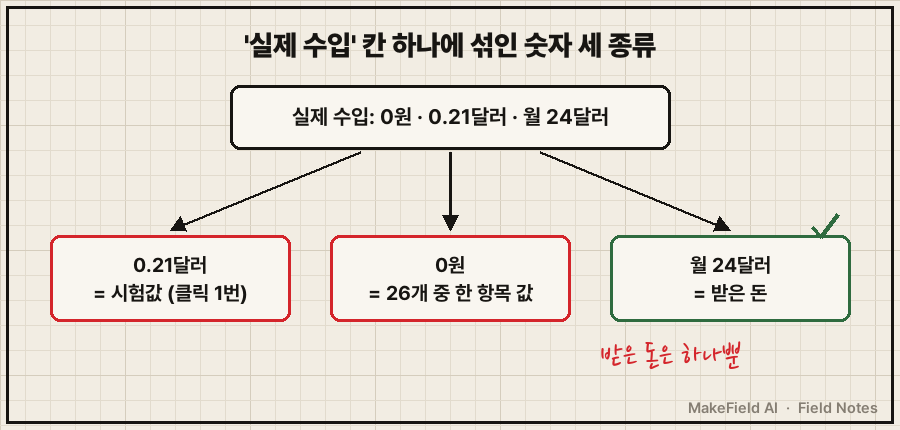 '실제 수입' 칸 하나에 섞인 숫자 세 종류
실제 수입: 0원 · 0.21달러 · 월 24달러
0.21달러
= 시험값 (클릭 1번)
0원
= 26개 중 한 항목 값
월 24달러
= 받은 돈
받은 돈은 하나뿐
MakeField AI · Field Notes